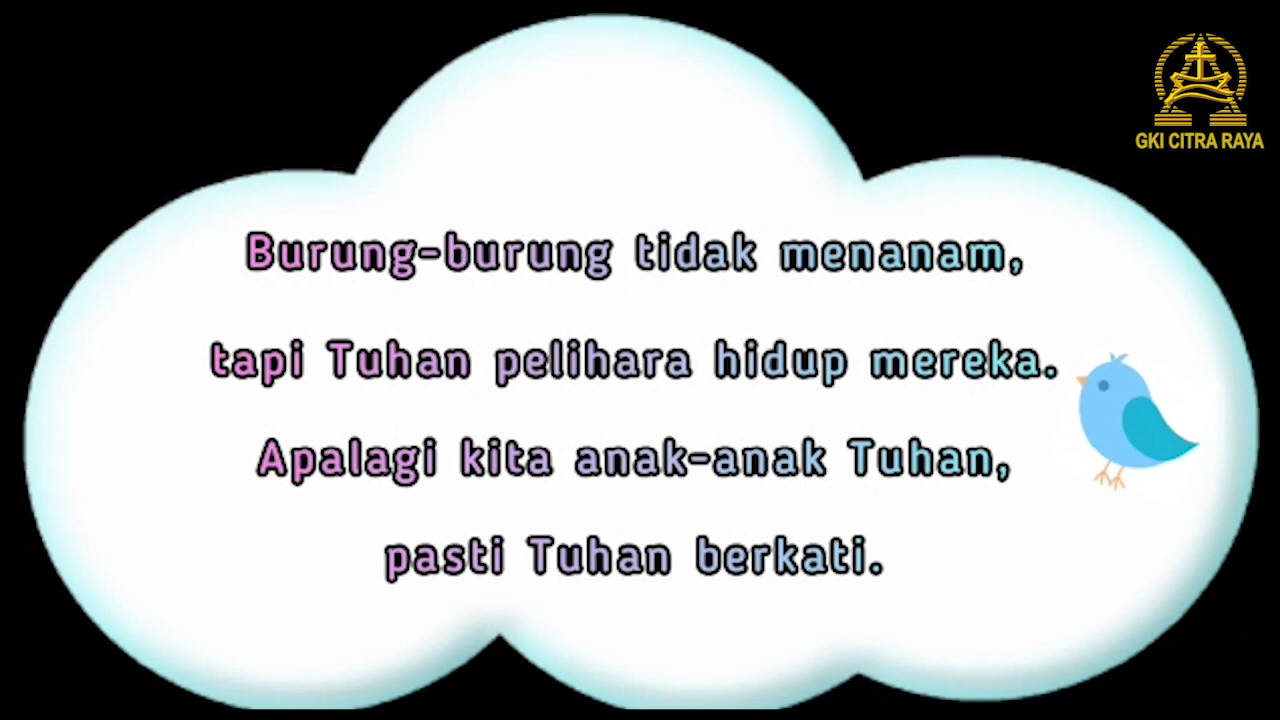 GKI CITRA RAYA
Burung-burung tidak menanam,
tapi Tuhan pelihara hidup mereka.
Apalagi kita anak-anak Tuhan,
pasti Tuhan berkati.